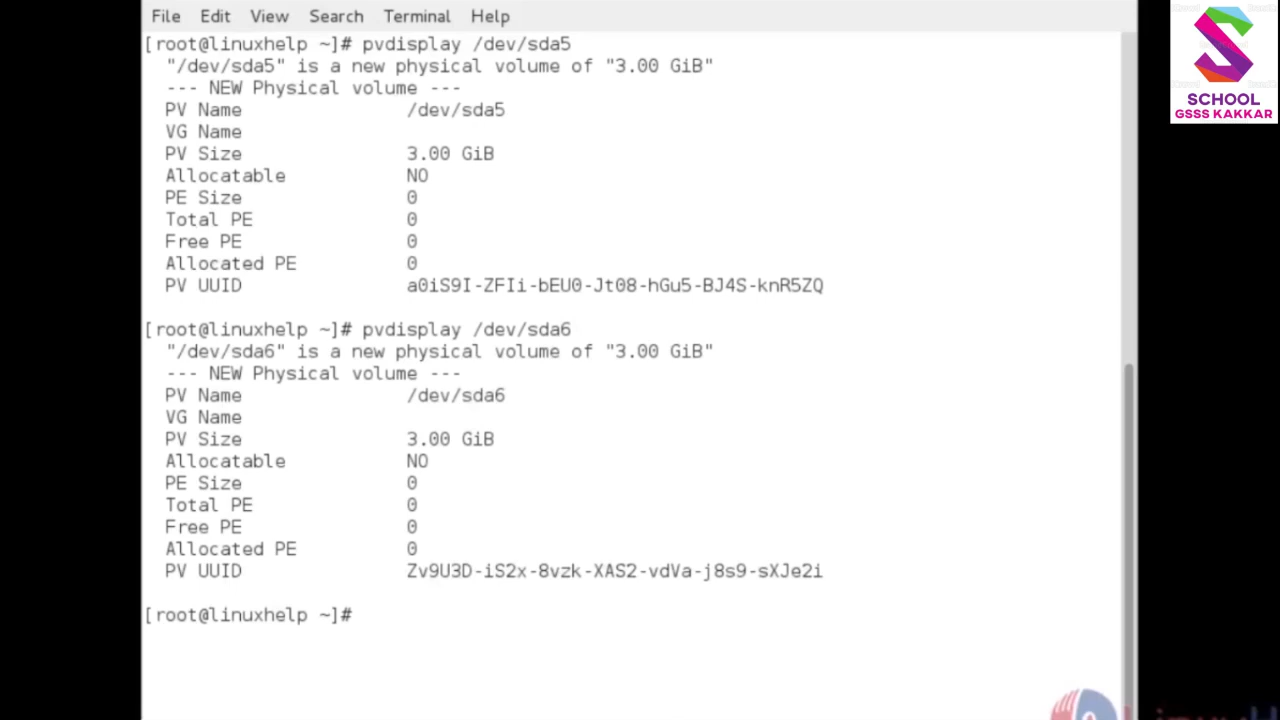 File Edit View Search Terminal Help
[root@linuxhelp ~]# pvdisplay /dev/sda5
"/dev/sda5" is a new physical volume of "3.00 GiB"
--- NEW Physical volume ---
PV Name /dev/sda5
VG Name
PV Size 3.00 GiB
Allocatable NO
PE Size 0
Total PE 0
Free PE 0
Allocated PE 0
PV UUID a0iS9I-ZFIi-bEU0-Jt08-hGu5-BJ4S-knR5ZQ
[root@linuxhelp ~]# pvdisplay /dev/sda6
"/dev/sda6" is a new physical volume of "3.00 GiB"
--- NEW Physical volume ---
PV Name /dev/sda6
VG Name
PV Size 3.00 GiB
Allocatable NO
PE Size 0
Total PE 0
Free PE 0
Allocated PE 0
PV UUID Zv9U3D-iS2x-8vzk-XAS2-vdVa-j8s9-sXJe2i
[root@linuxhelp ~]#
SCHOOL
GSSS KAKKAR